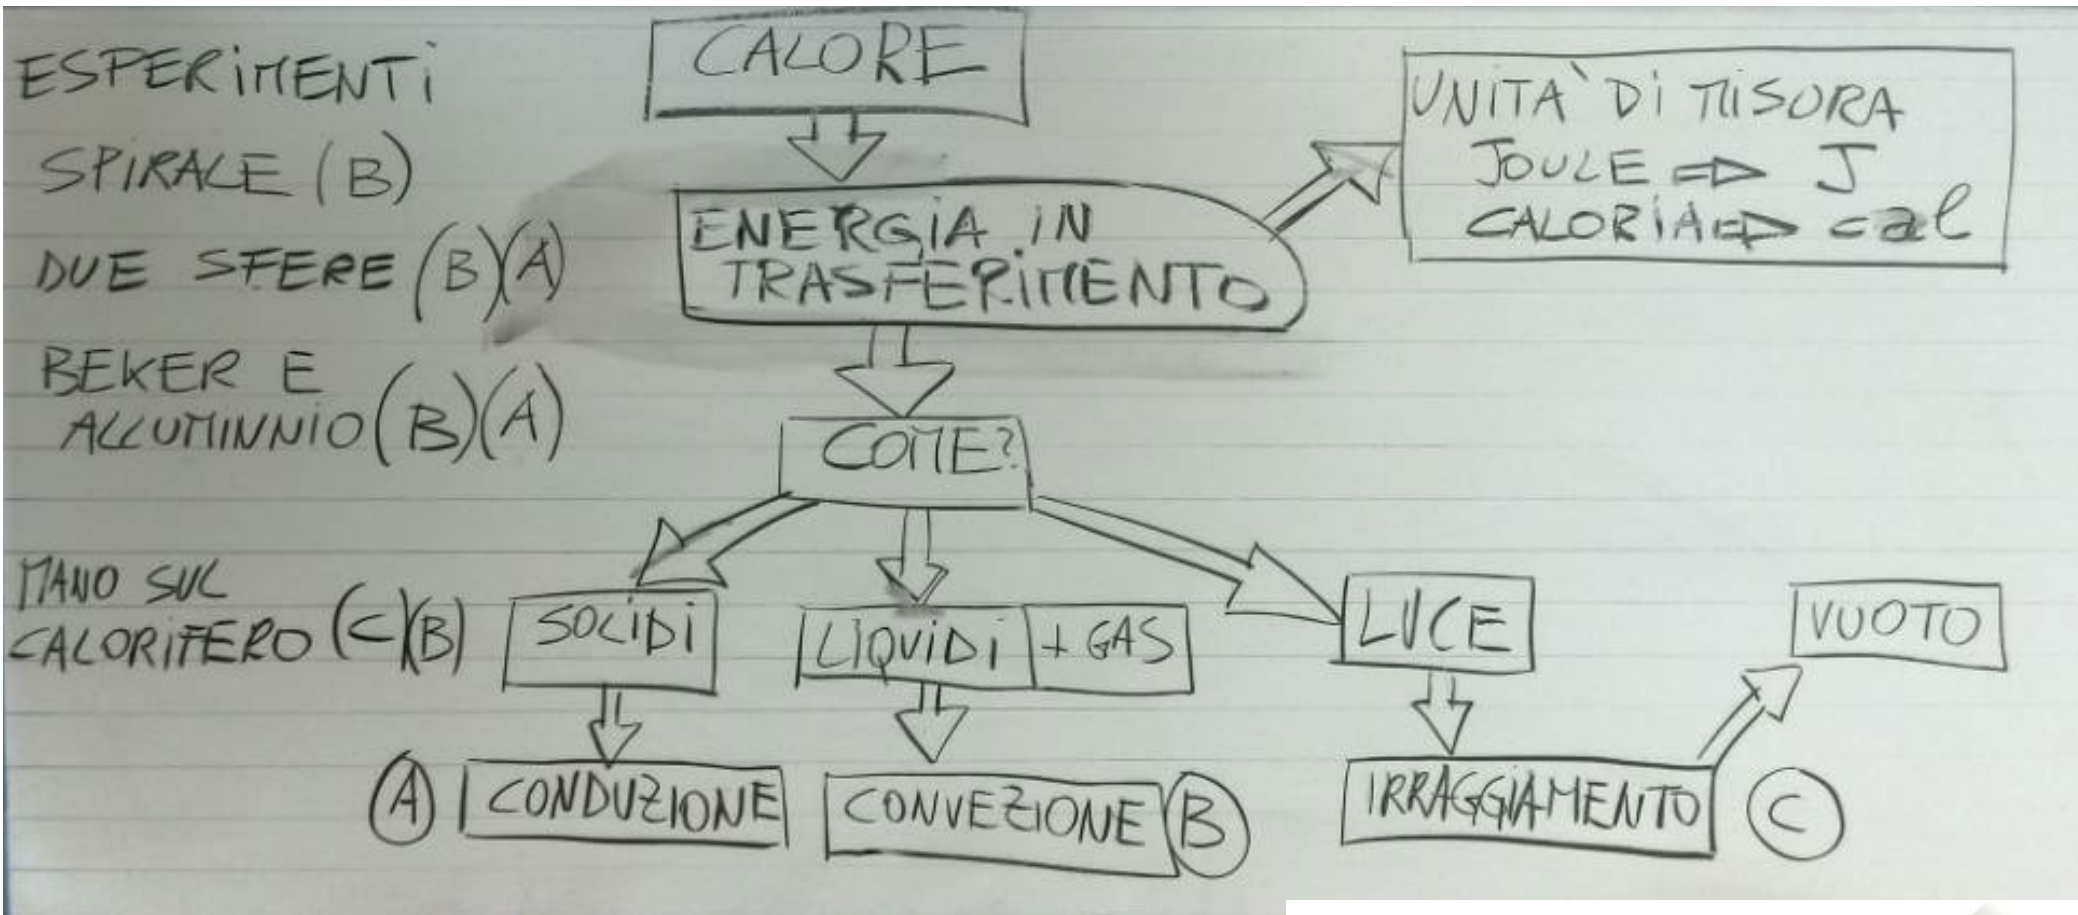 ESPERIMENTI
SPIRALE (B)
DUE SFERE (B)(A)
BEKER E
ALLUMINNIO (B)(A)
MANO SUL
CALORIFERO (C)(B)
CALORE
ENERGIA IN
TRASFERIMENTO
UNITÀ DI MISURA
JOULE ⇒ J
CALORIA ⇒ cal
COME?
SOLIDI
LIQUIDI + GAS
LUCE
VUOTO
A CONDUZIONE
CONVEZIONE B
IRRAGGIAMENTO C